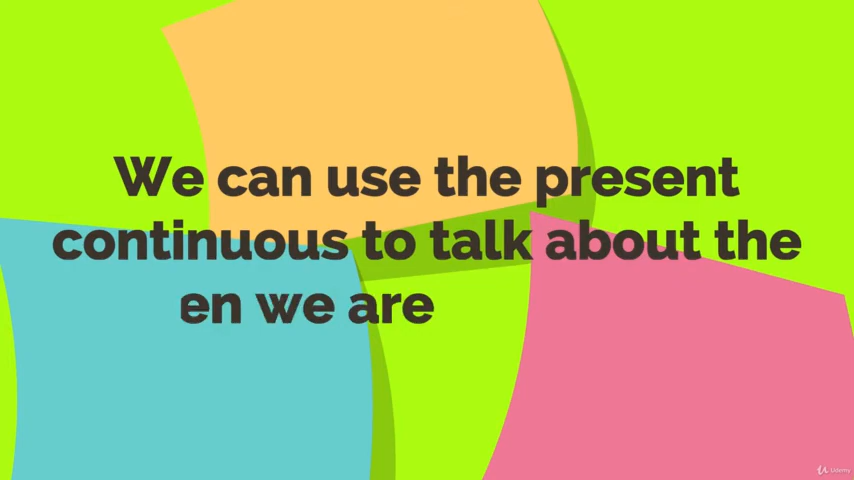 We can use the present
continuous to talk about the
en we are
Udemy